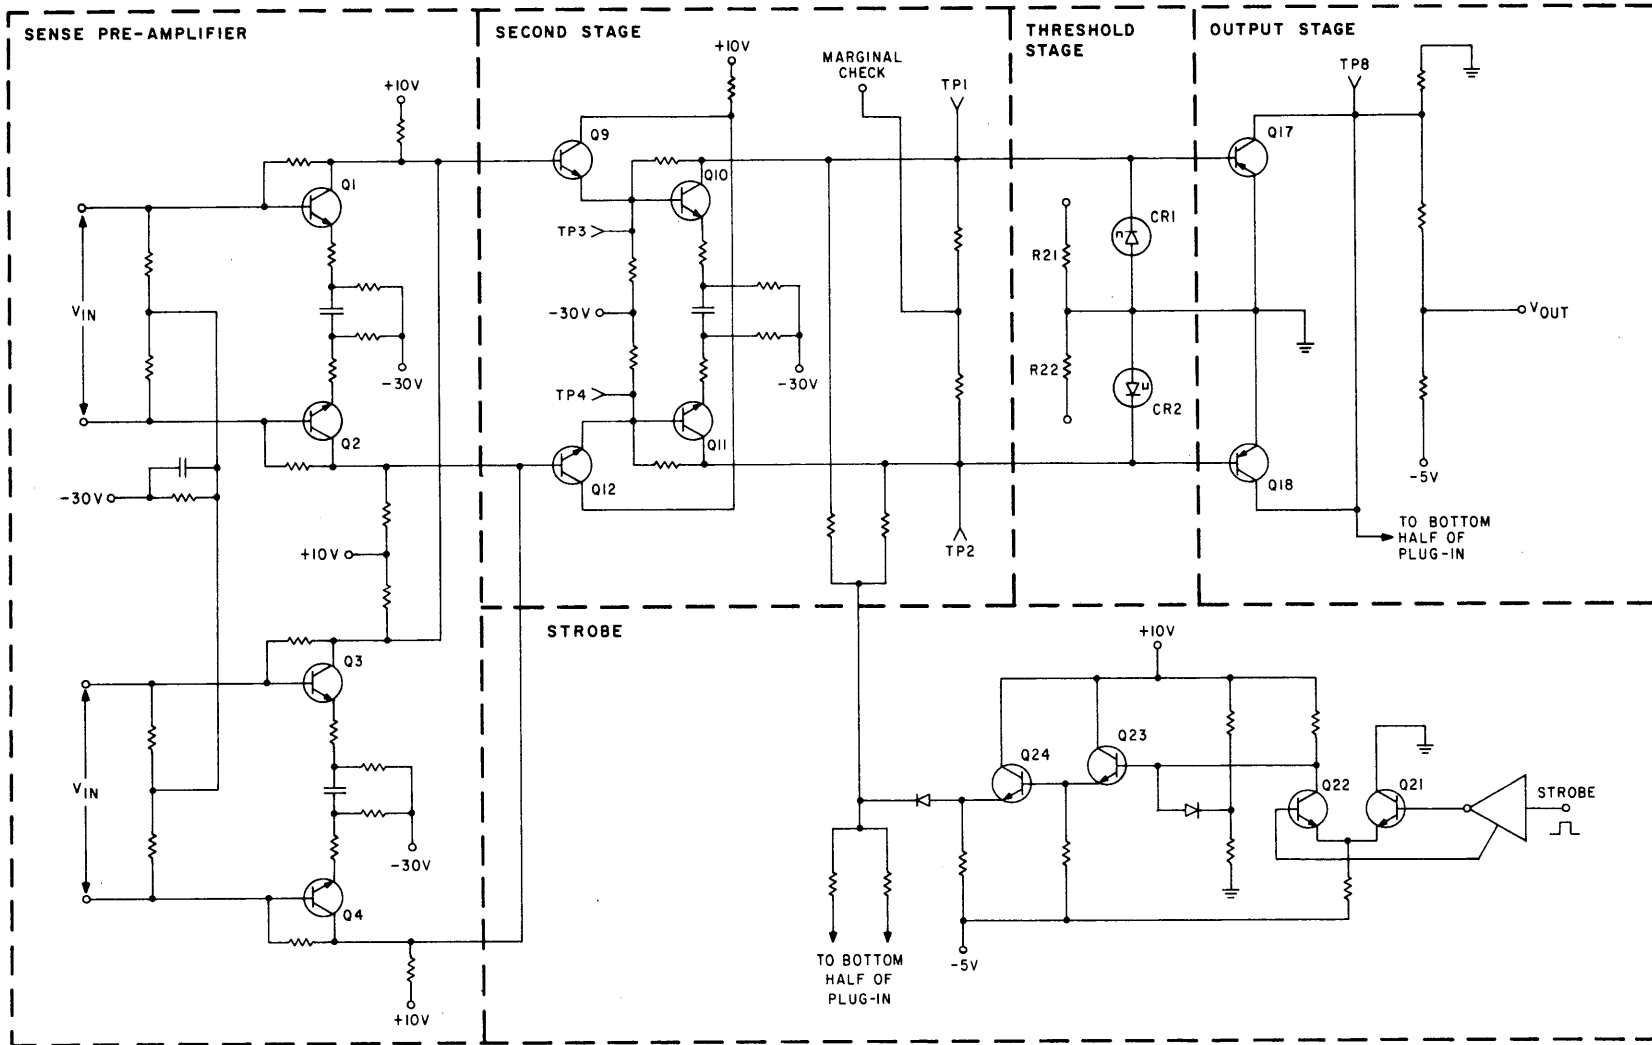 SENSE PRE-AMPLIFIER
SECOND STAGE
THRESHOLD
STAGE
OUTPUT STAGE
+10V
MARGINAL
CHECK
TP1
TP8
+10V
Q9
Q17
Q1
Q10
CR1
TP3
R21
VIN
-30V
VOUT
R22
-30V
-30V
TP4
CR2
Q2
Q11
Q12
Q18
-5V
-30V
TP2
TO BOTTOM
HALF OF
PLUG-IN
+10V
STROBE
+10V
Q3
Q24
Q23
Q22
Q21
STROBE
VIN
-30V
Q4
TO BOTTOM
HALF OF
PLUG-IN
-5V
+10V